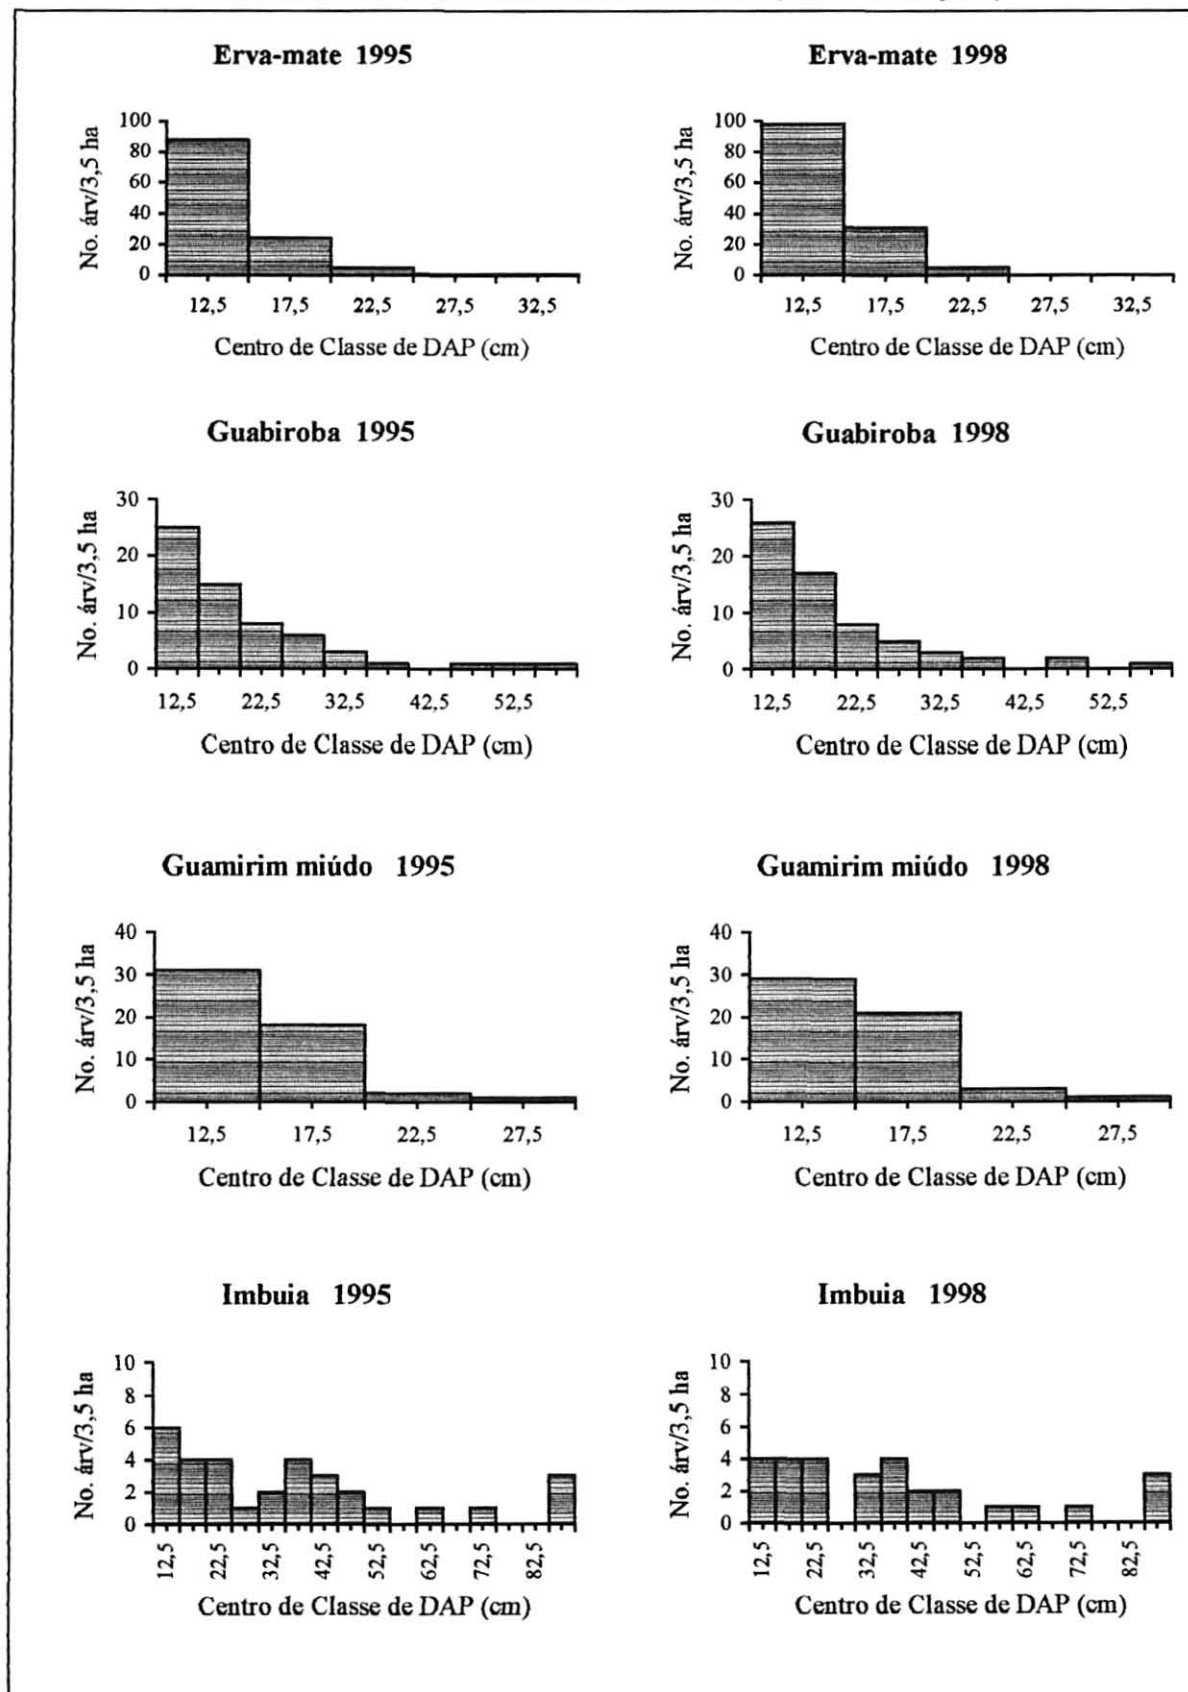 Erva-mate 1995
No. árv/3,5 ha
100
80
60
40
20
0
12,5 17,5 22,5 27,5 32,5
Centro de Classe de DAP (cm)
Erva-mate 1998
No. árv/3,5 ha
100
80
60
40
20
0
12,5 17,5 22,5 27,5 32,5
Centro de Classe de DAP (cm)
Guabiroba 1995
No. árv/3,5 ha
30
20
10
0
12,5 22,5 32,5 42,5 52,5
Centro de Classe de DAP (cm)
Guabiroba 1998
No. árv/3,5 ha
30
20
10
0
12,5 22,5 32,5 42,5 52,5
Centro de Classe de DAP (cm)
Guamirim miúdo 1995
No. árv/3,5 ha
40
30
20
10
0
12,5 17,5 22,5 27,5
Centro de Classe de DAP (cm)
Guamirim miúdo 1998
No. árv/3,5 ha
40
30
20
10
0
12,5 17,5 22,5 27,5
Centro de Classe de DAP (cm)
Imbuia 1995
No. árv/3,5 ha
10
8
6
4
2
0
12,5 22,5 32,5 42,5 52,5 62,5 72,5 82,5
Centro de Classe de DAP (cm)
Imbuia 1998
No. árv/3,5 ha
10
8
6
4
2
0
12,5 22,5 32,5 42,5 52,5 62,5 72,5 82,5
Centro de Classe de DAP (cm)